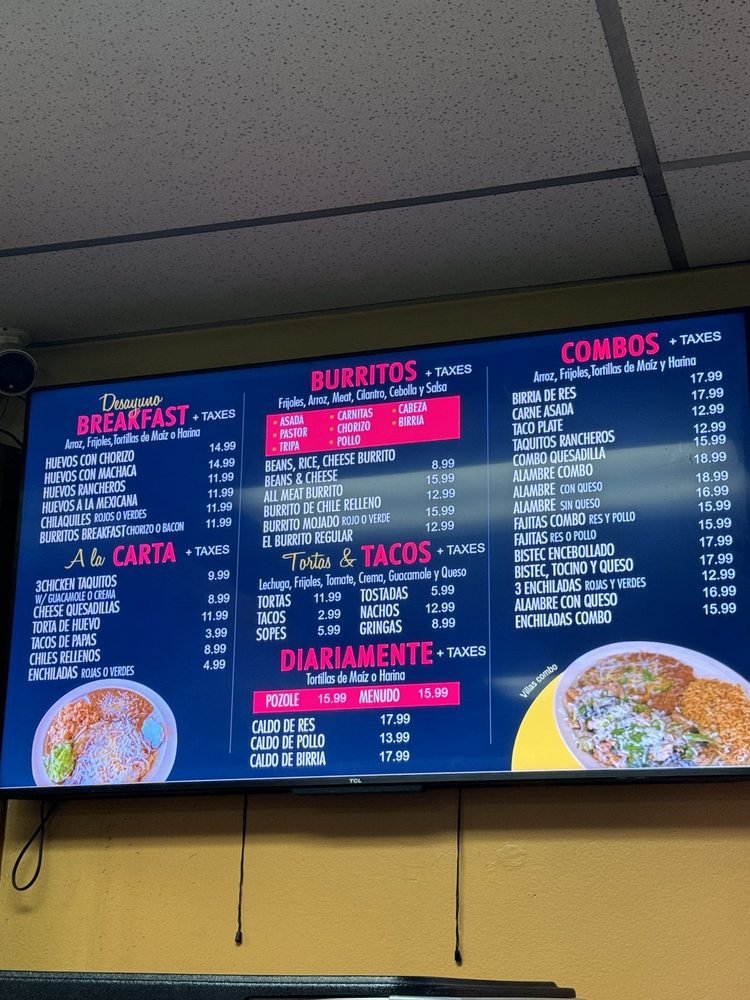 Desayuno
BREAKFAST + TAXES
Arroz, Frijoles,Tortillas de Maíz o Harina
HUEVOS CON CHORIZO 14.99
HUEVOS CON MACHACA 14.99
HUEVOS RANCHEROS 11.99
HUEVOS A LA MEXICANA 11.99
CHILAQUILES ROJOS O VERDES 11.99
BURRITOS BREAKFAST CHORIZO O BACON 11.99
A la CARTA + TAXES
3CHICKEN TAQUITOS 9.99
W/ GUACAMOLE O CREMA
CHEESE QUESADILLAS 8.99
TORTA DE HUEVO 11.99
TACOS DE PAPAS 3.99
CHILES RELLENOS 8.99
ENCHILADAS ROJAS O VERDES 4.99
BURRITOS + TAXES
Frijoles, Arroz, Meat, Cilantro, Cebolla y Salsa
• ASADA • CARNITAS • CABEZA
• PASTOR • CHORIZO • BIRRIA
• TRIPA • POLLO
BEANS, RICE, CHEESE BURRITO 8.99
BEANS & CHEESE 15.99
ALL MEAT BURRITO 12.99
BURRITO DE CHILE RELLENO 15.99
BURRITO MOJADO ROJO O VERDE 12.99
EL BURRITO REGULAR
Tortas & TACOS + TAXES
Lechuga, Frijoles, Tomate, Crema, Guacamole y Queso
TORTAS 11.99 TOSTADAS 5.99
TACOS 2.99 NACHOS 12.99
SOPES 5.99 GRINGAS 8.99
DIARIAMENTE + TAXES
Tortillas de Maíz o Harina
POZOLE 15.99 MENUDO 15.99
CALDO DE RES 17.99
CALDO DE POLLO 13.99
CALDO DE BIRRIA 17.99
COMBOS + TAXES
Arroz, Frijoles,Tortillas de Maíz y Harina
BIRRIA DE RES 17.99
CARNE ASADA 17.99
TACO PLATE 12.99
TAQUITOS RANCHEROS 12.99
COMBO QUESADILLA 15.99
ALAMBRE COMBO 18.99
ALAMBRE CON QUESO 18.99
ALAMBRE SIN QUESO 16.99
FAJITAS COMBO RES Y POLLO 15.99
FAJITAS RES O POLLO 15.99
BISTEC ENCEBOLLADO 17.99
BISTEC, TOCINO Y QUESO 17.99
3 ENCHILADAS ROJAS Y VERDES 12.99
ALAMBRE CON QUESO 16.99
ENCHILADAS COMBO 15.99
Villas combo
TCL